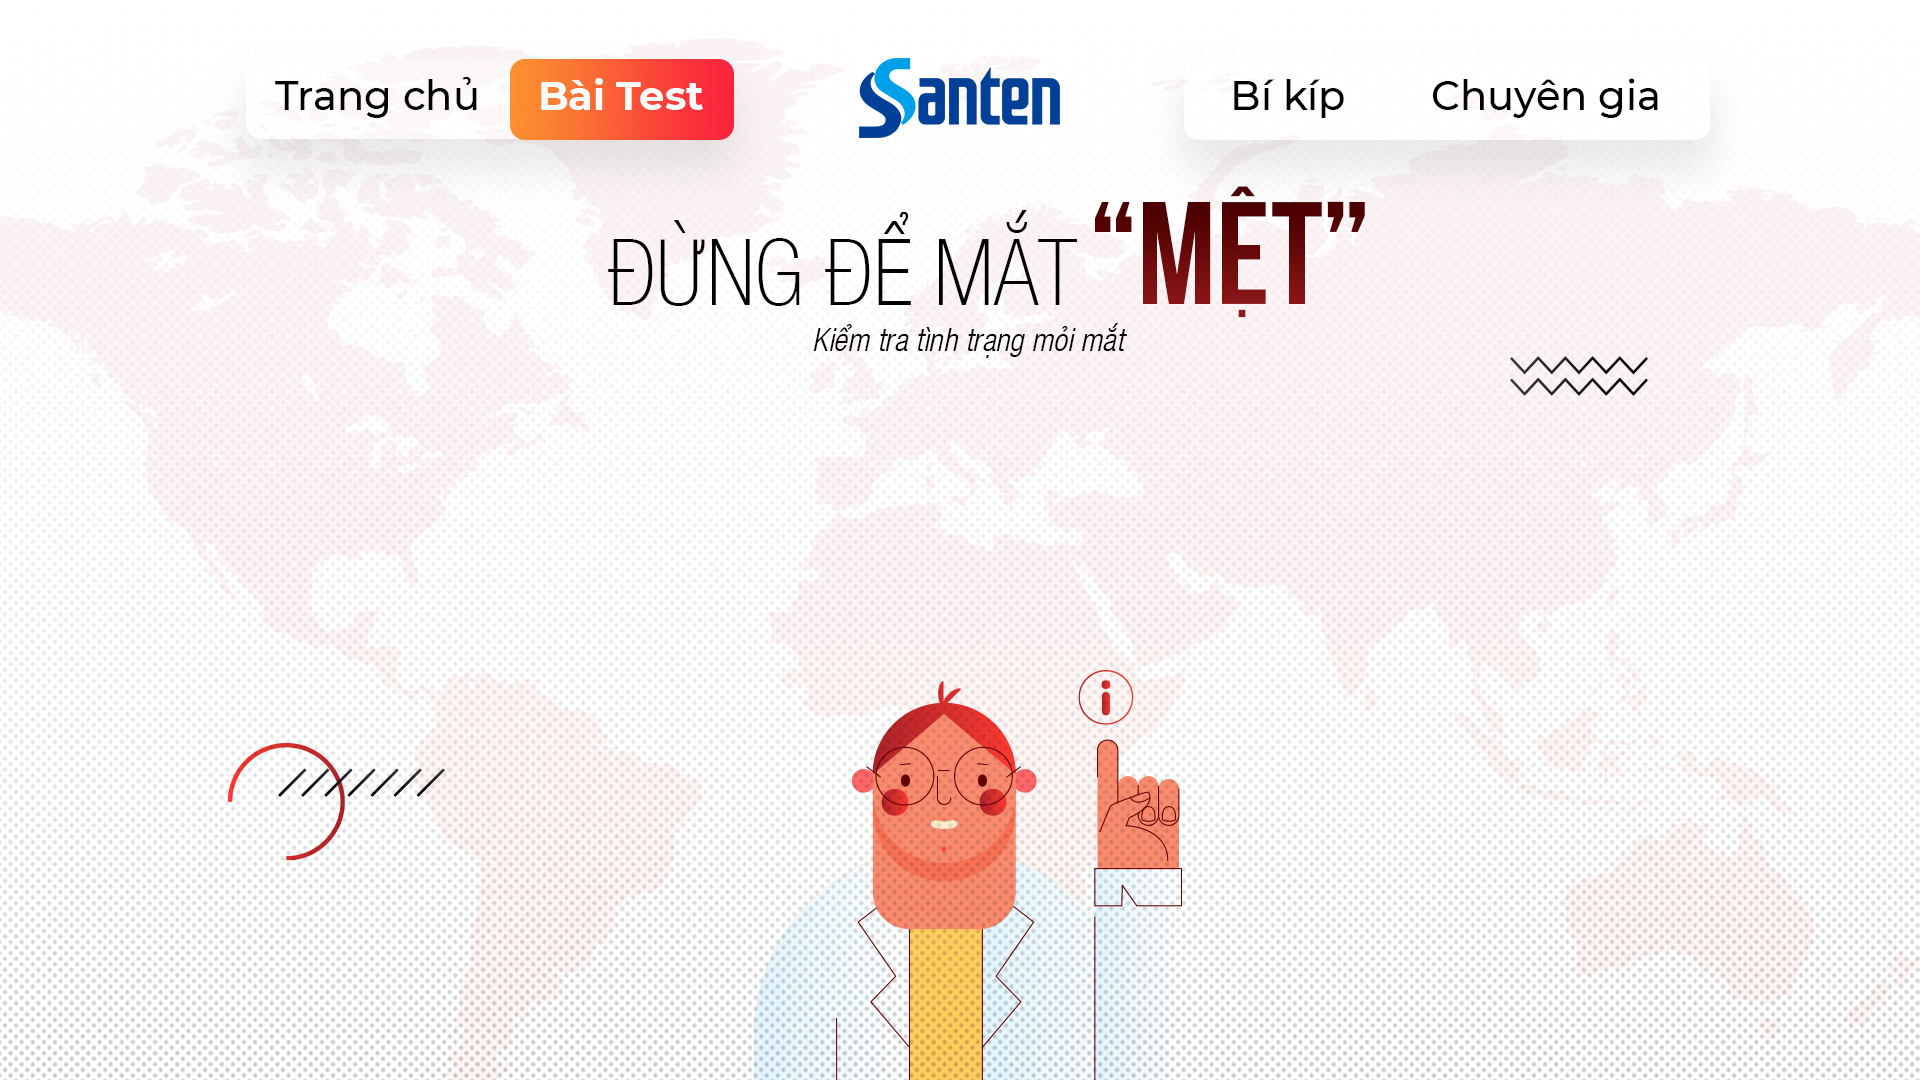 Trang chủ
Bài Test
Santen
Bí kíp
Chuyên gia
ĐỪNG ĐỂ MẮT “MỆT”
Kiểm tra tình trạng mỏi mắt
i